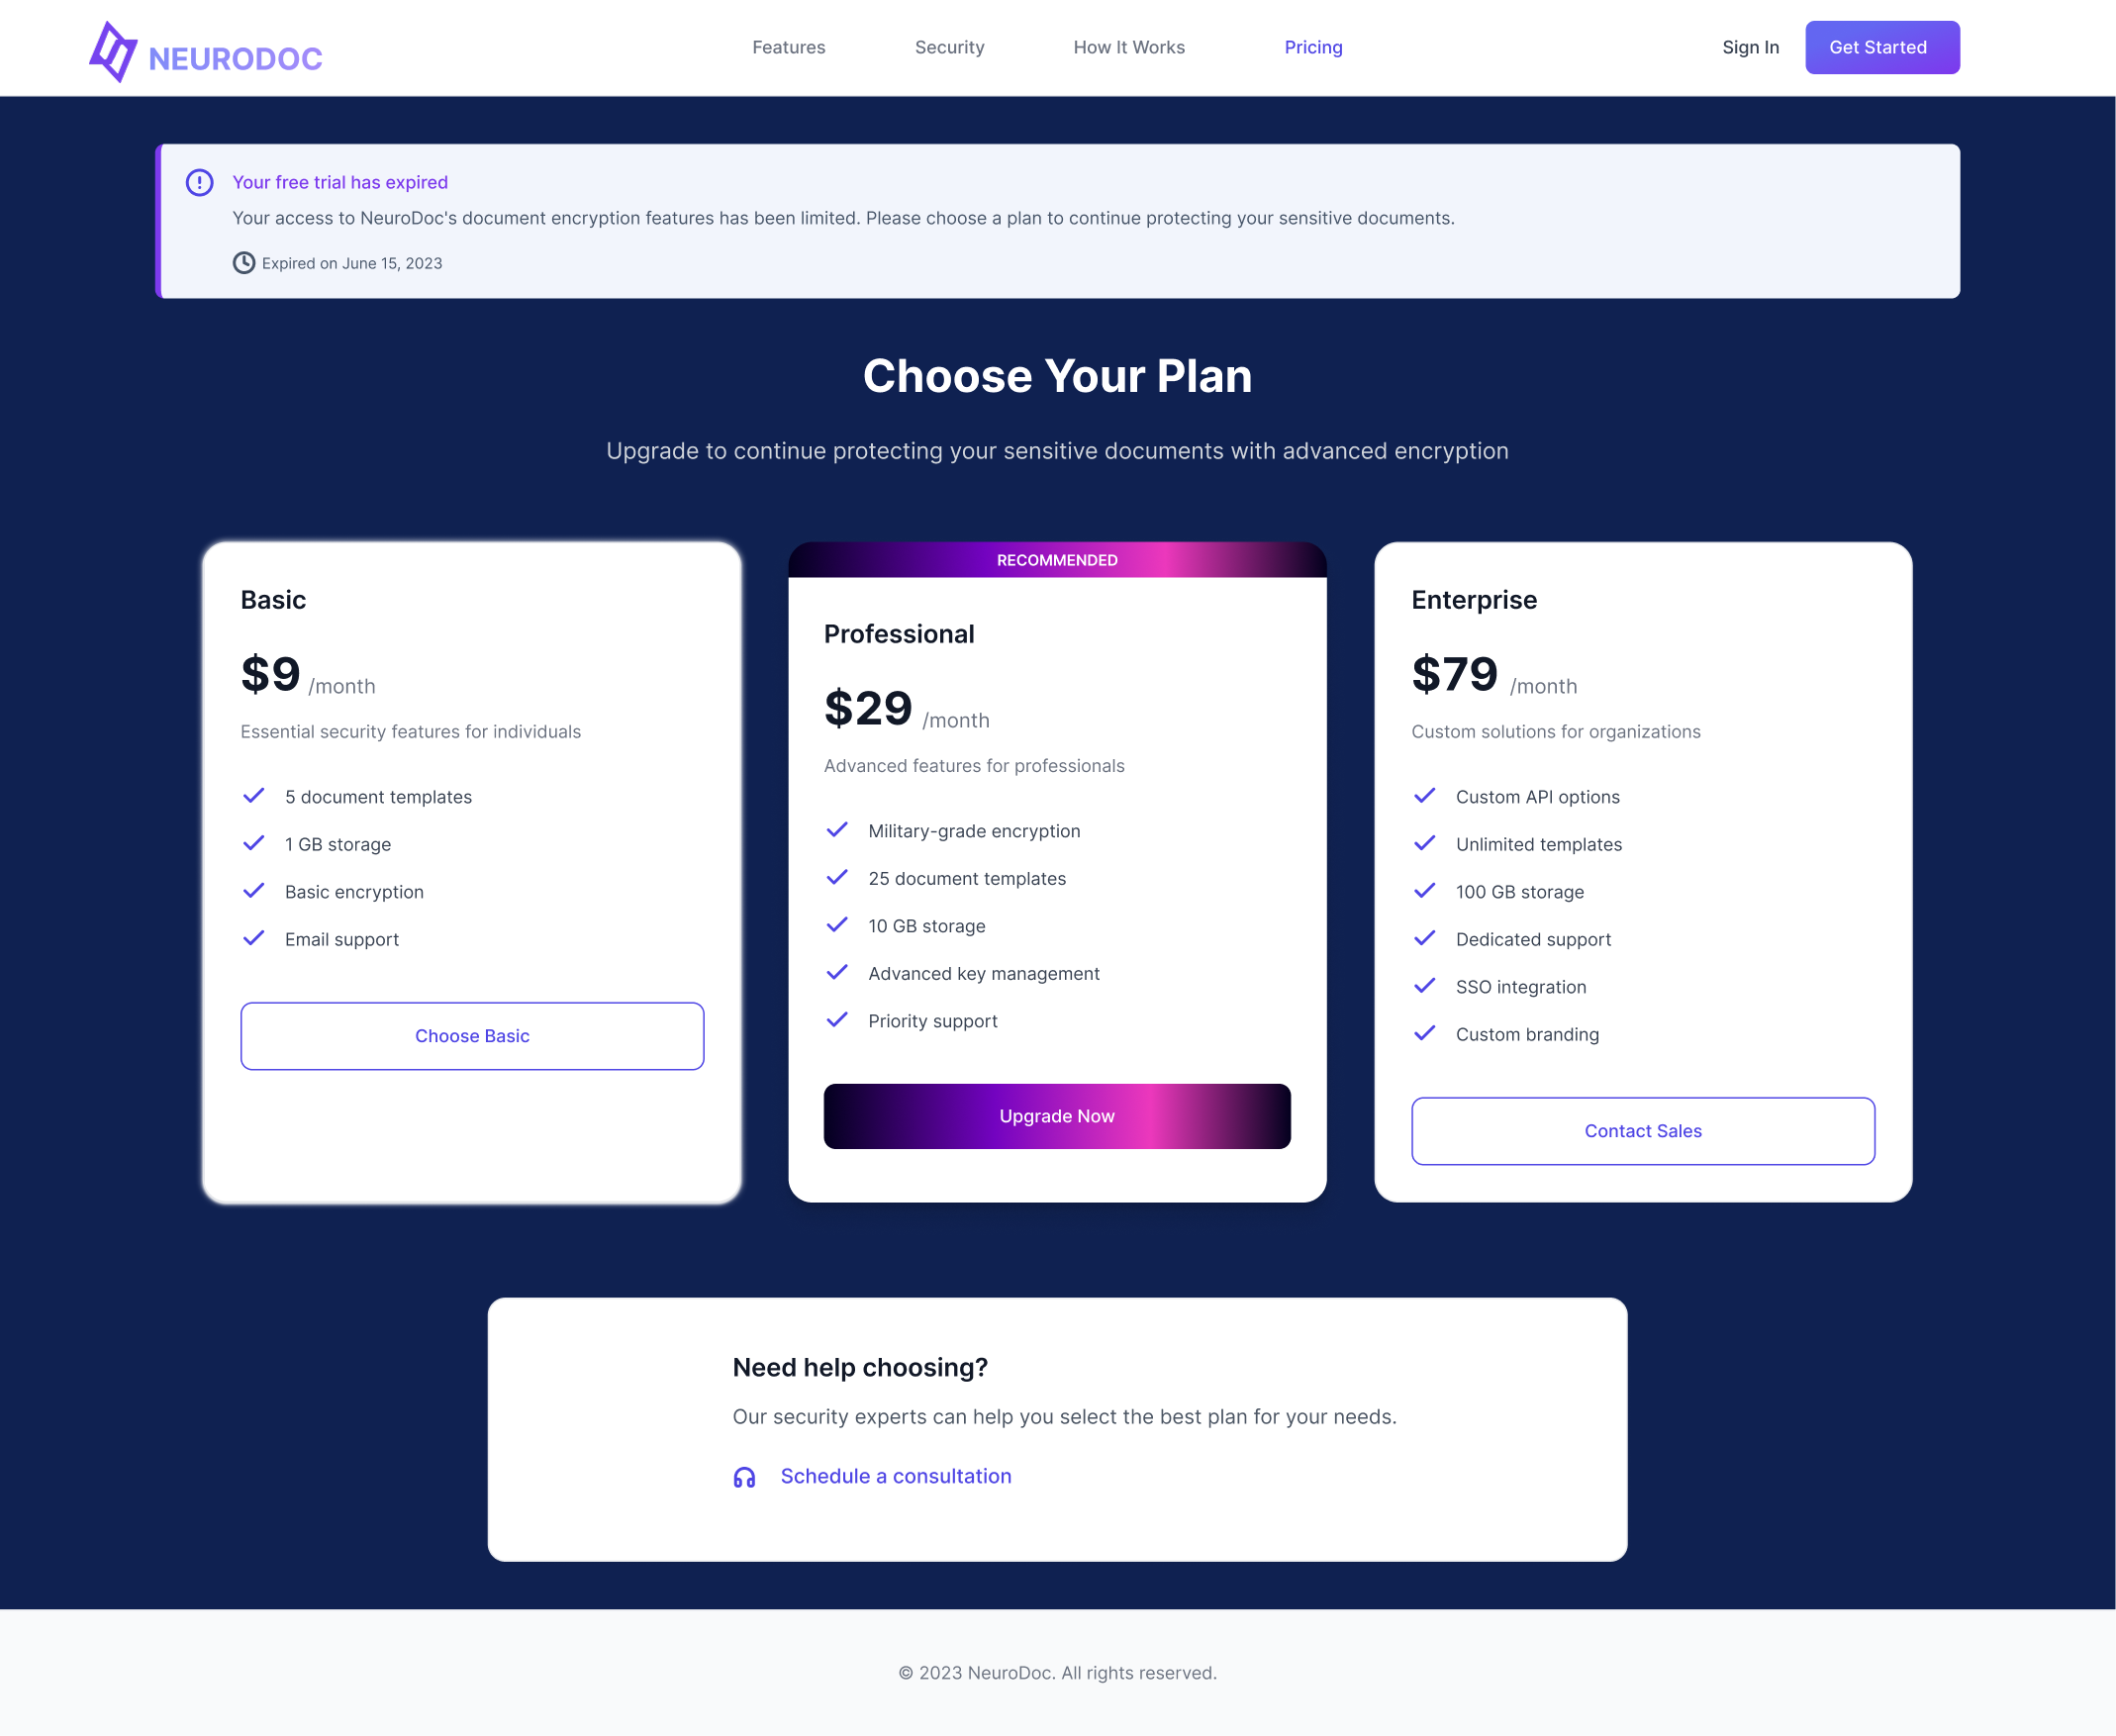 NEURODOC
Features
Security
How It Works
Pricing
Sign In
Get Started
Your free trial has expired
Your access to NeuroDoc's document encryption features has been limited. Please choose a plan to continue protecting your sensitive documents.
Expired on June 15, 2023
Choose Your Plan
Upgrade to continue protecting your sensitive documents with advanced encryption
Basic
$9 /month
Essential security features for individuals
5 document templates
1 GB storage
Basic encryption
Email support
Choose Basic
RECOMMENDED
Professional
$29 /month
Advanced features for professionals
Military-grade encryption
25 document templates
10 GB storage
Advanced key management
Priority support
Upgrade Now
Enterprise
$79 /month
Custom solutions for organizations
Custom API options
Unlimited templates
100 GB storage
Dedicated support
SSO integration
Custom branding
Contact Sales
Need help choosing?
Our security experts can help you select the best plan for your needs.
Schedule a consultation
© 2023 NeuroDoc. All rights reserved.